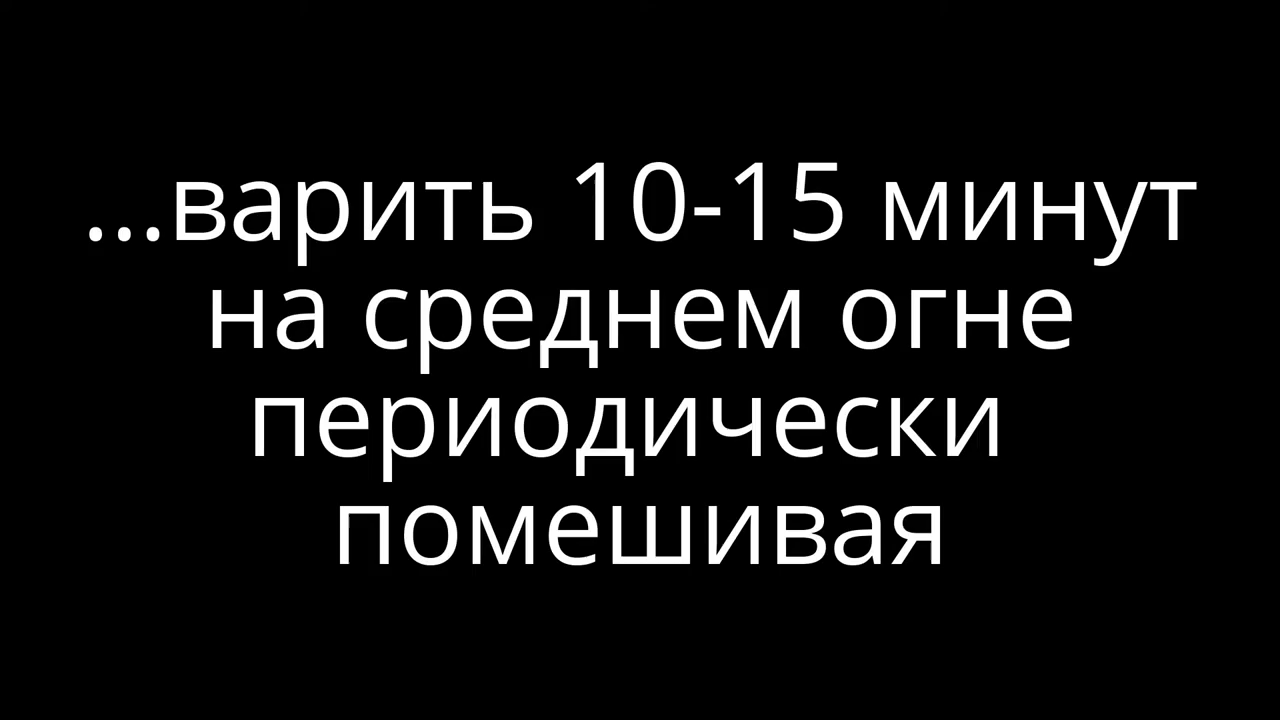 ...варить 10-15 минут
на среднем огне
периодически
помешивая